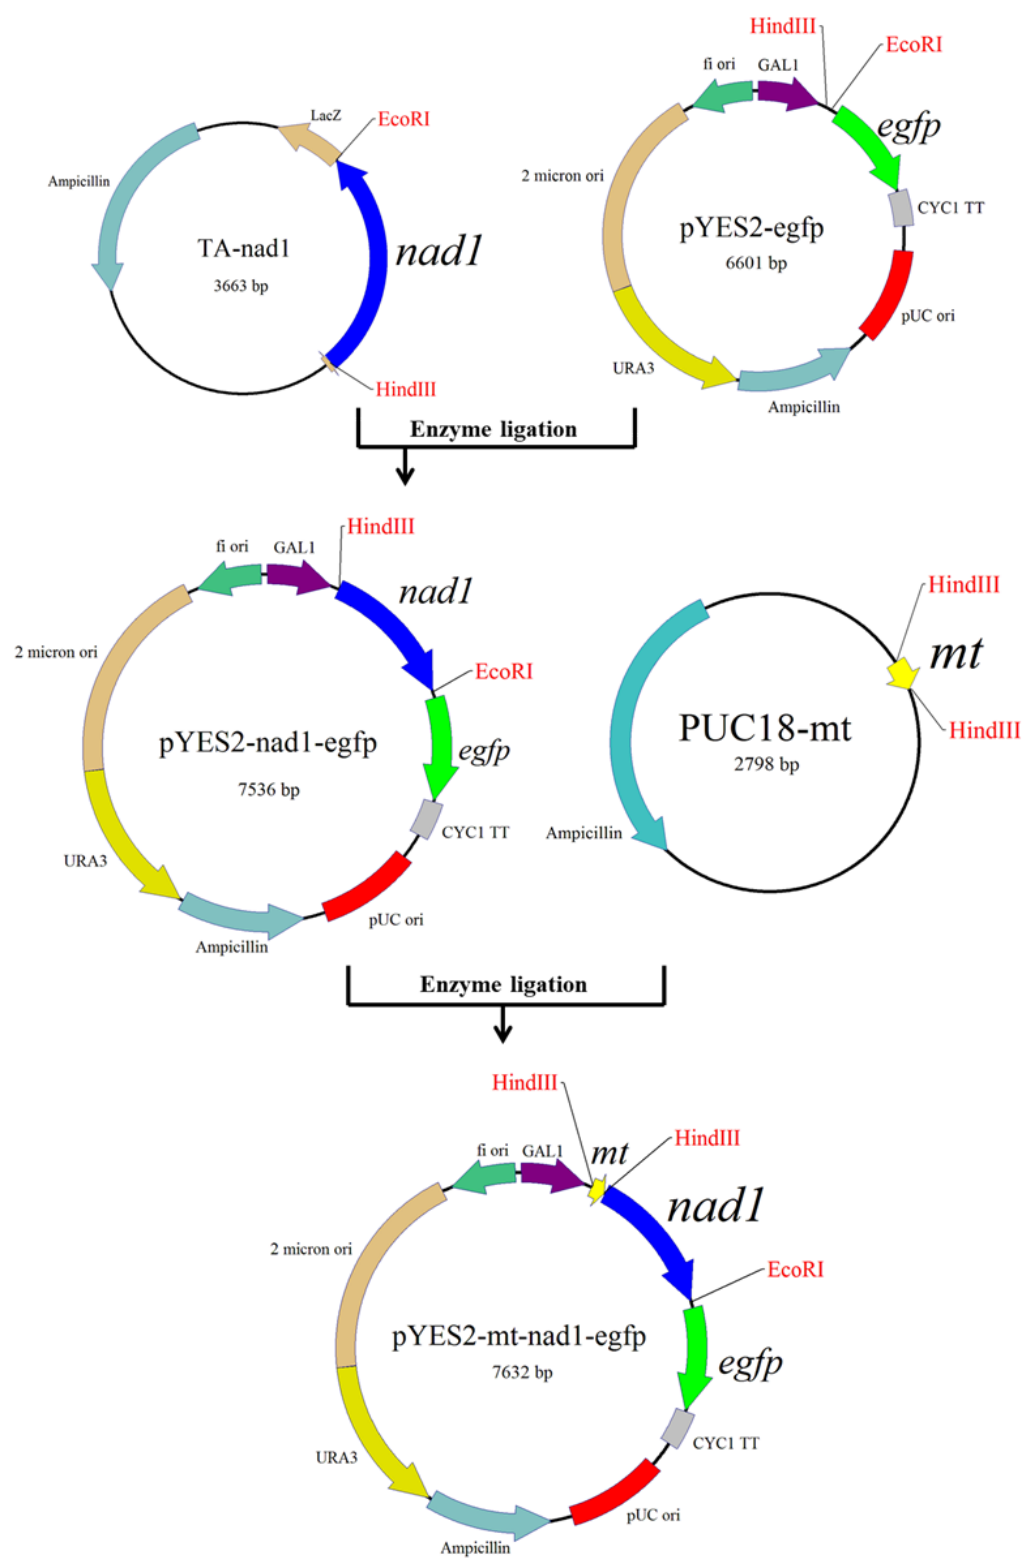 HindIII
EcoRI
fi ori
GAL1
egfp
2 micron ori
CYC1 TT
pYES2-egfp
6601 bp
pUC ori
URA3
Ampicillin
LacZ
EcoRI
Ampicillin
nad1
TA-nad1
3663 bp
HindIII
Enzyme ligation
HindIII
fi ori
GAL1
nad1
2 micron ori
EcoRI
pYES2-nad1-egfp
7536 bp
egfp
CYC1 TT
URA3
pUC ori
Ampicillin
HindIII
mt
HindIII
PUC18-mt
2798 bp
Ampicillin
Enzyme ligation
HindIII
HindIII
fi ori
GAL1
mt
nad1
2 micron ori
EcoRI
pYES2-mt-nad1-egfp
7632 bp
egfp
CYC1 TT
URA3
pUC ori
Ampicillin